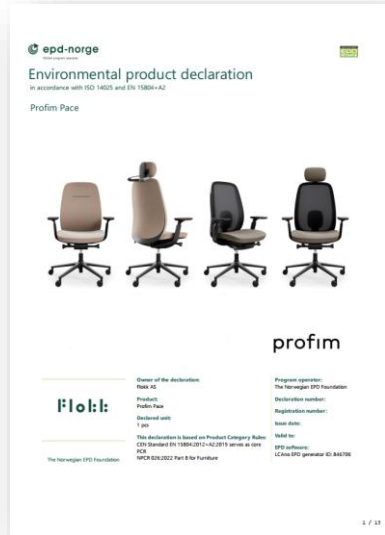 epd-norge
Environmental product declaration
in accordance with ISO 14025 and EN 15804+A2
Profim Pace
profim
Flokk
The Norwegian EPD Foundation
Owner of the declaration:
Flokk AS
Product:
Profim Pace
Declared unit:
1 pcs
This declaration is based on Product Category Rules:
CEN Standard EN 15804:2012+A2:2019 serves as core
PCR
NPCR 026:2022 Part B for Furniture
Program operator:
The Norwegian EPD Foundation
Declaration number:
Registration number:
Issue date:
Valid to:
EPD software:
LCAno EPD generator ID: 846786